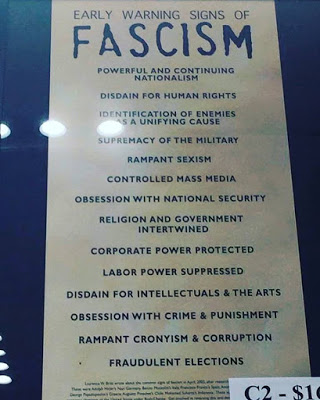 EARLY WARNING SIGNS OF
FASCISM
POWERFUL AND CONTINUING
NATIONALISM
DISDAIN FOR HUMAN RIGHTS
IDENTIFICATION OF ENEMIES
AS A UNIFYING CAUSE
SUPREMACY OF THE MILITARY
RAMPANT SEXISM
CONTROLLED MASS MEDIA
OBSESSION WITH NATIONAL SECURITY
RELIGION AND GOVERNMENT
INTERTWINED
CORPORATE POWER PROTECTED
LABOR POWER SUPPRESSED
DISDAIN FOR INTELLECTUALS & THE ARTS
OBSESSION WITH CRIME & PUNISHMENT
RAMPANT CRONYISM & CORRUPTION
FRAUDULENT ELECTIONS
C2 - $1